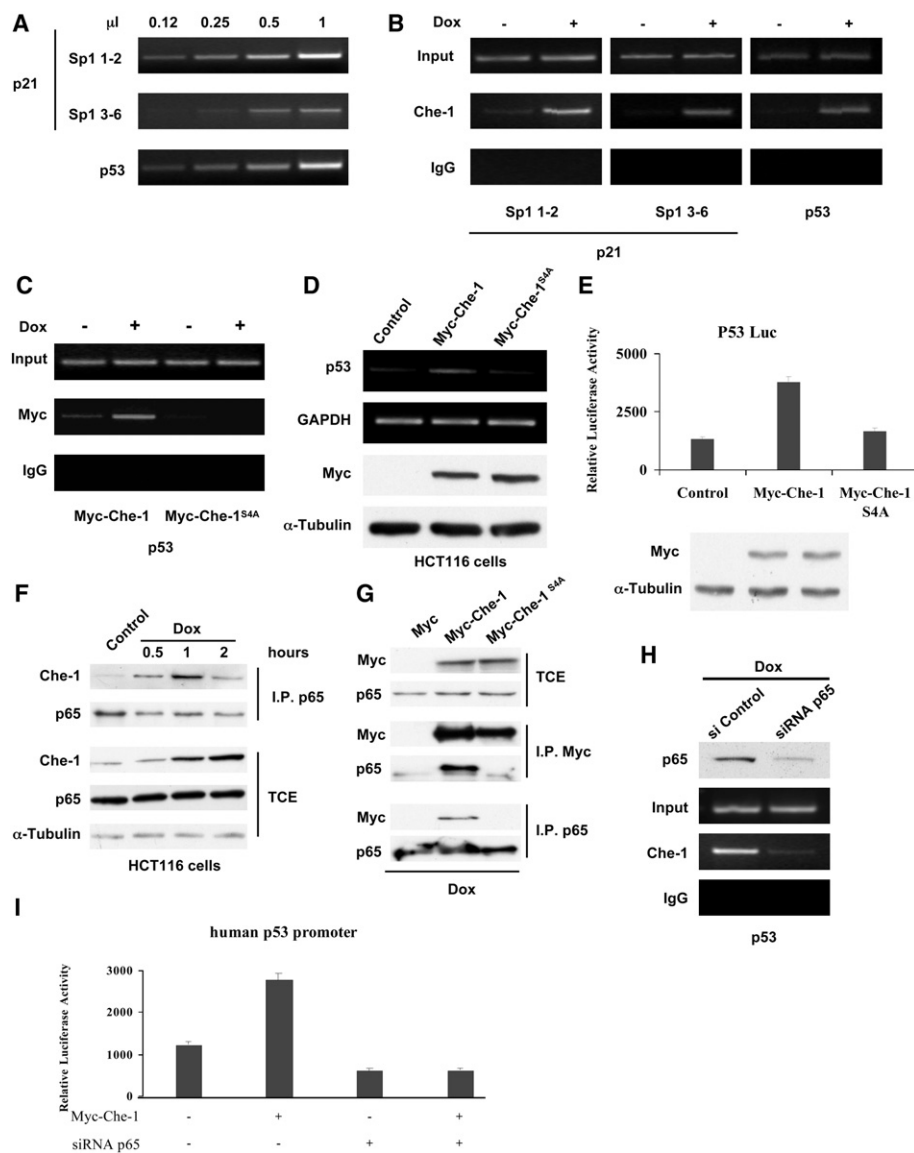 A
µl 0.12 0.25 0.5 1
p21
Sp1 1-2
Sp1 3-6
p53
B
Dox - + - + - +
Input
Che-1
IgG
Sp1 1-2 Sp1 3-6 p53
p21
C
Dox - + - +
Input
Myc
IgG
Myc-Che-1 Myc-Che-1S4A
p53
D
Control Myc-Che-1 Myc-Che-1S4A
p53
GAPDH
Myc
α-Tubulin
HCT116 cells
E
P53 Luc
Relative Luciferase Activity
5000
2500
0
Control Myc-Che-1 Myc-Che-1
S4A
Myc
α-Tubulin
F
Control Dox
0.5 1 2 hours
Che-1
p65
I.P. p65
Che-1
p65
α-Tubulin
TCE
HCT116 cells
G
Myc Myc-Che-1 Myc-Che-1 S4A
Myc
p65
TCE
Myc
p65
I.P. Myc
Myc
p65
I.P. p65
Dox
H
Dox
si Control siRNA p65
p65
Input
Che-1
IgG
p53
I
human p53 promoter
Relative Luciferase Activity
3000
2000
1000
0
Myc-Che-1 - + - +
siRNA p65 - - + +